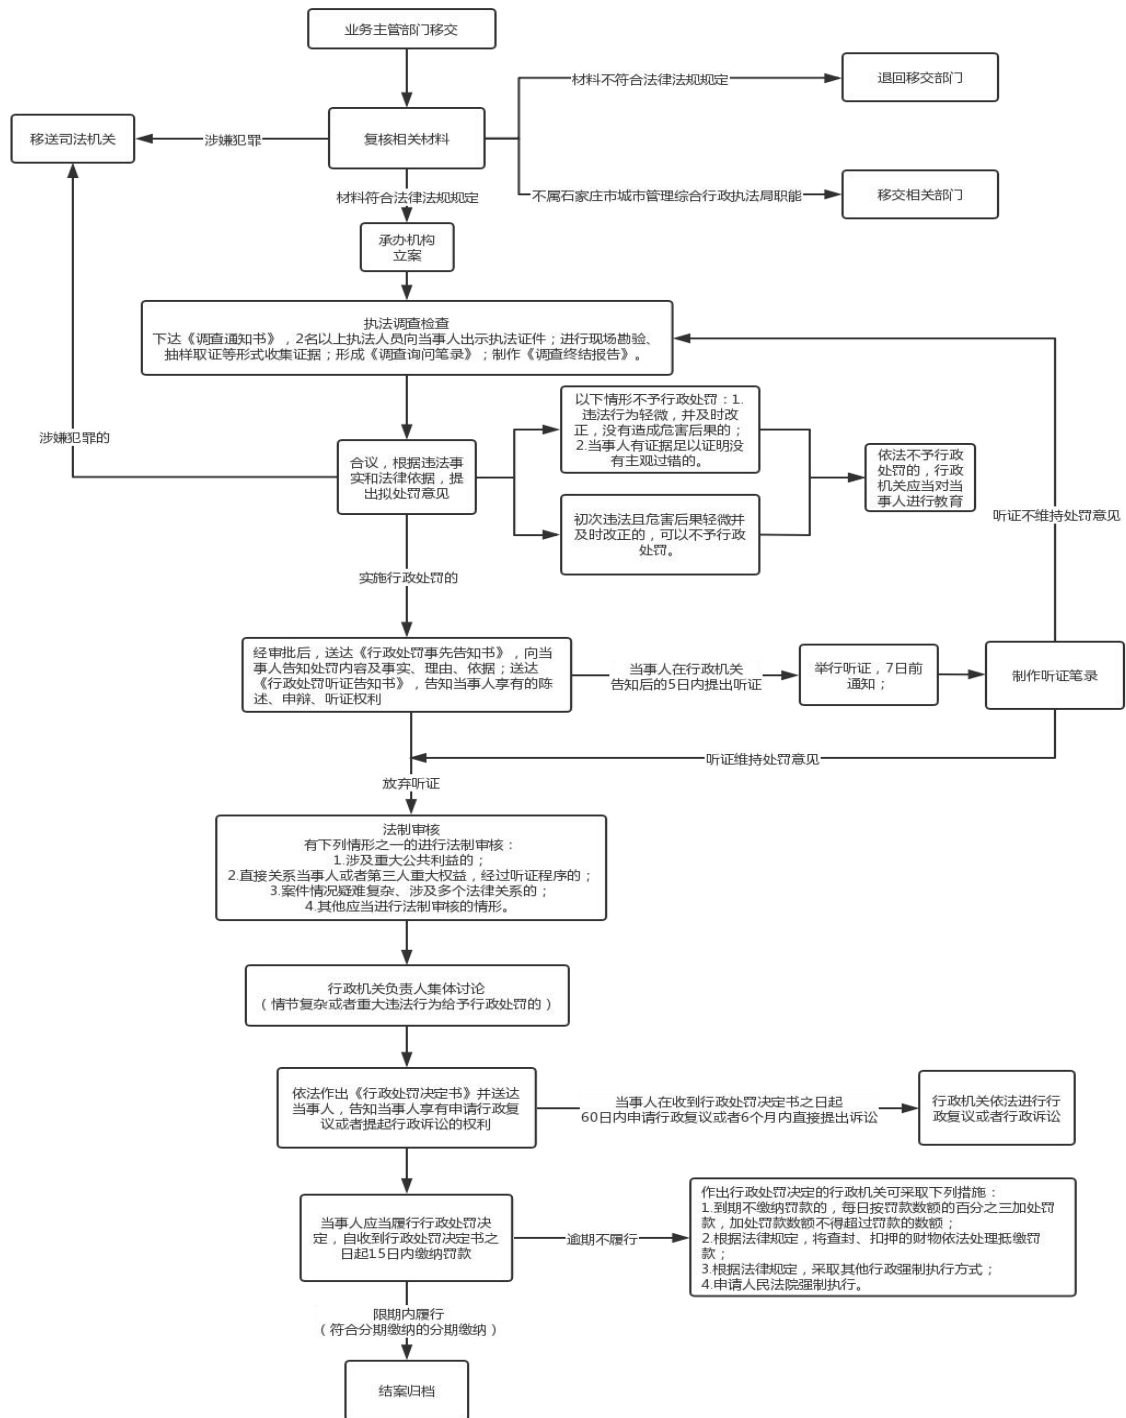 业务主管部门移交
材料不符合法律法规规定
退回移交部门
移送司法机关
涉嫌犯罪
复核相关材料
材料符合法律法规规定
不属石家庄市城市管理综合行政执法局职能
移交相关部门
承办机构
立案
执法调查检查
下达《调查通知书》，2名以上执法人员向当事人出示执法证件；进行现场勘验、
抽样取证等形式收集证据；形成《调查询问笔录》；制作《调查终结报告》。
以下情形不予行政处罚：1.
违法行为轻微，并及时改
正，没有造成危害后果的；
2.当事人有证据足以证明没
有主观过错的。
涉嫌犯罪的
合议，根据违法事
实和法律依据，提
出拟处罚意见
依法不予行政
处罚的，行政
机关应当对当
事人进行教育
初次违法且危害后果轻微并
及时改正的，可以不予行政
处罚。
听证不维持处罚意见
实施行政处罚的
经审批后，送达《行政处罚事先告知书》，向当
事人告知处罚内容及事实、理由、依据；送达
《行政处罚听证告知书》，告知当事人享有的陈
述、申辩、听证权利
当事人在行政机关
告知后的5日内提出听证
举行听证，7日前
通知；
制作听证笔录
听证维持处罚意见
放弃听证
法制审核
有下列情形之一的进行法制审核：
1.涉及重大公共利益的；
2.直接关系当事人或者第三人重大权益，经过听证程序的；
3.案件情况疑难复杂、涉及多个法律关系的；
4.其他应当进行法制审核的情形。
行政机关负责人集体讨论
（情节复杂或者重大违法行为给予行政处罚的）
依法作出《行政处罚决定书》并送达
当事人，告知当事人享有申请行政复
议或者提起行政诉讼的权利
当事人在收到行政处罚决定书之日起
60日内申请行政复议或者6个月内直接提出诉讼
行政机关依法进行行
政复议或者行政诉讼
当事人应当履行行政处罚决
定，自收到行政处罚决定书之
日起15日内缴纳罚款
逾期不履行
作出行政处罚决定的行政机关可采取下列措施：
1.到期不缴纳罚款的，每日按罚款数额的百分之三加处罚
款，加处罚款数额不得超过罚款的数额；
2.根据法律规定，将查封、扣押的财物依法处理抵缴罚
款；
3.根据法律规定，采取其他行政强制执行方式；
4.申请人民法院强制执行。
限期内履行
（符合分期缴纳的分期缴纳）
结案归档